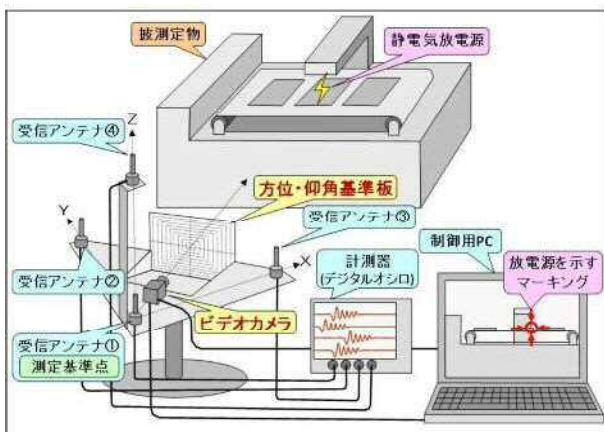 被測定物
静電気放電源
Z
受信アンテナ④
方位・仰角基準板
受信アンテナ③
Y
X
制御用PC
計測器
(デジタルオシロ)
放電源を示す
マーキング
受信アンテナ②
ビデオカメラ
受信アンテナ①
測定基準点